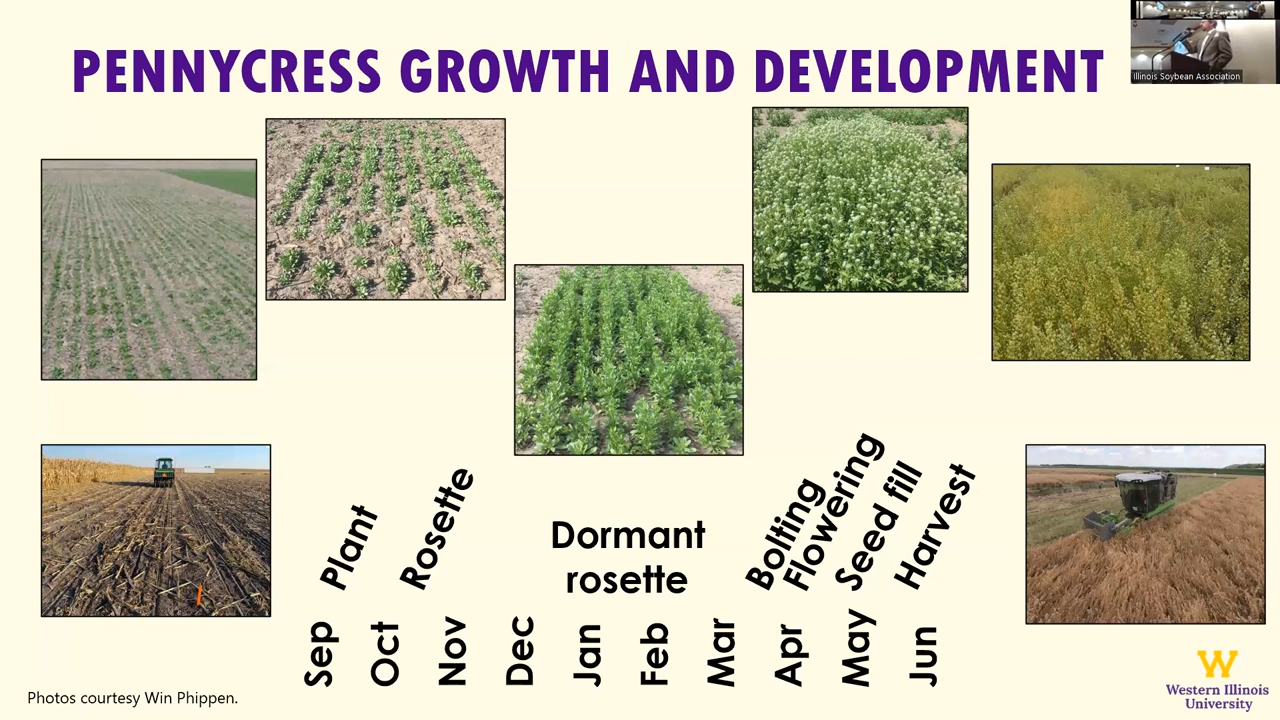 PENNYCRESS GROWTH AND DEVELOPMENT
Illinois Soybean Association
Plant
Rosette
Dormant
rosette
Bolting
Flowering
Seed fill
Harvest
Sep
Oct
Nov
Dec
Jan
Feb
Mar
Apr
May
Jun
Photos courtesy Win Phippen.
W
Western Illinois
University